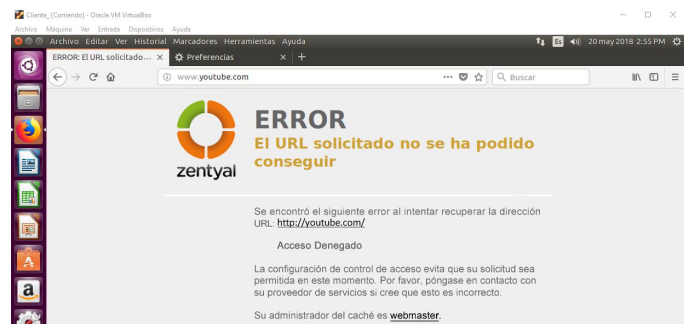 Cliente_ [Corriendo] - Oracle VM VirtualBox
Archivo Máquina Ver Entrada Dispositivos Ayuda
Archivo Editar Ver Historial Marcadores Herramientas Ayuda Es 20 may 2018 2:55 PM
ERROR: El URL solicitado... × Preferencias × +
www.youtube.com Buscar
ERROR
El URL solicitado no se ha podido
conseguir
zentyal
Se encontró el siguiente error al intentar recuperar la dirección
URL: http://youtube.com/
Acceso Denegado
La configuración de control de acceso evita que su solicitud sea
permitida en este momento. Por favor, póngase en contacto con
su proveedor de servicios si cree que esto es incorrecto.
Su administrador del caché es webmaster.